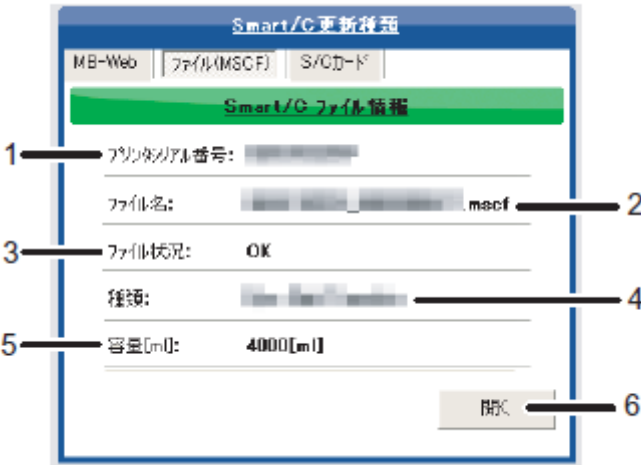 Smart/C更新種類
MB-Web ファイル(MSCF) S/Cカード
Smart/C ファイル情報
1 プリンタシリアル番号:
ファイル名: .mscf 2
3 ファイル状況: OK
種類: 4
5 容量[ml]: 4000[ml]
開く 6